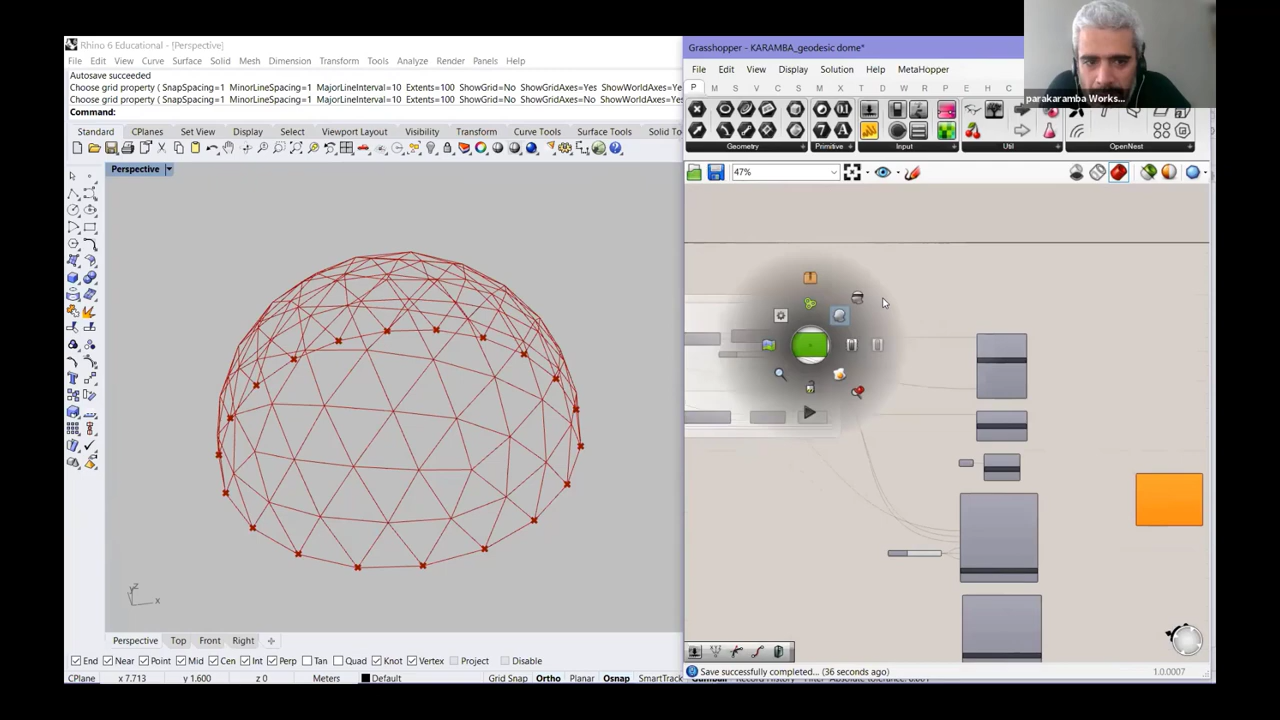 Rhino 6 Educational - [Perspective]
File Edit View Curve Surface Solid Mesh Dimension Transform Tools Analyze Render Panels Help
Autosave succeeded
Choose grid property ( SnapSpacing=1 MinorLineSpacing=1 MajorLineInterval=10 Extents=100 ShowGrid=No ShowGridAxes=Yes ShowWorldAxes=Yes
Choose grid property ( SnapSpacing=1 MinorLineSpacing=1 MajorLineInterval=10 Extents=100 ShowGrid=No ShowGridAxes=Yes ShowWorldAxes=Yes
Command:
Standard CPlanes Set View Display Select Viewport Layout Visibility Transform Curve Tools Surface Tools Solid To
Perspective
z
y
x
Perspective Top Front Right
End Near Point Mid Cen Int Perp Tan Quad Knot Vertex Project Disable
CPlane x 7.713 y 1.600 z 0 Meters Default Grid Snap Ortho Planar Osnap SmartTrack
Grasshopper - KARAMBA_geodesic dome*
File Edit View Display Solution Help MetaHopper
parakaramba Works...
P M S V C S M I T D W R L K P E H
Geometry Primitive Input Util OpenNest
47%
Save successfully completed... (36 seconds ago)
1.0.0007